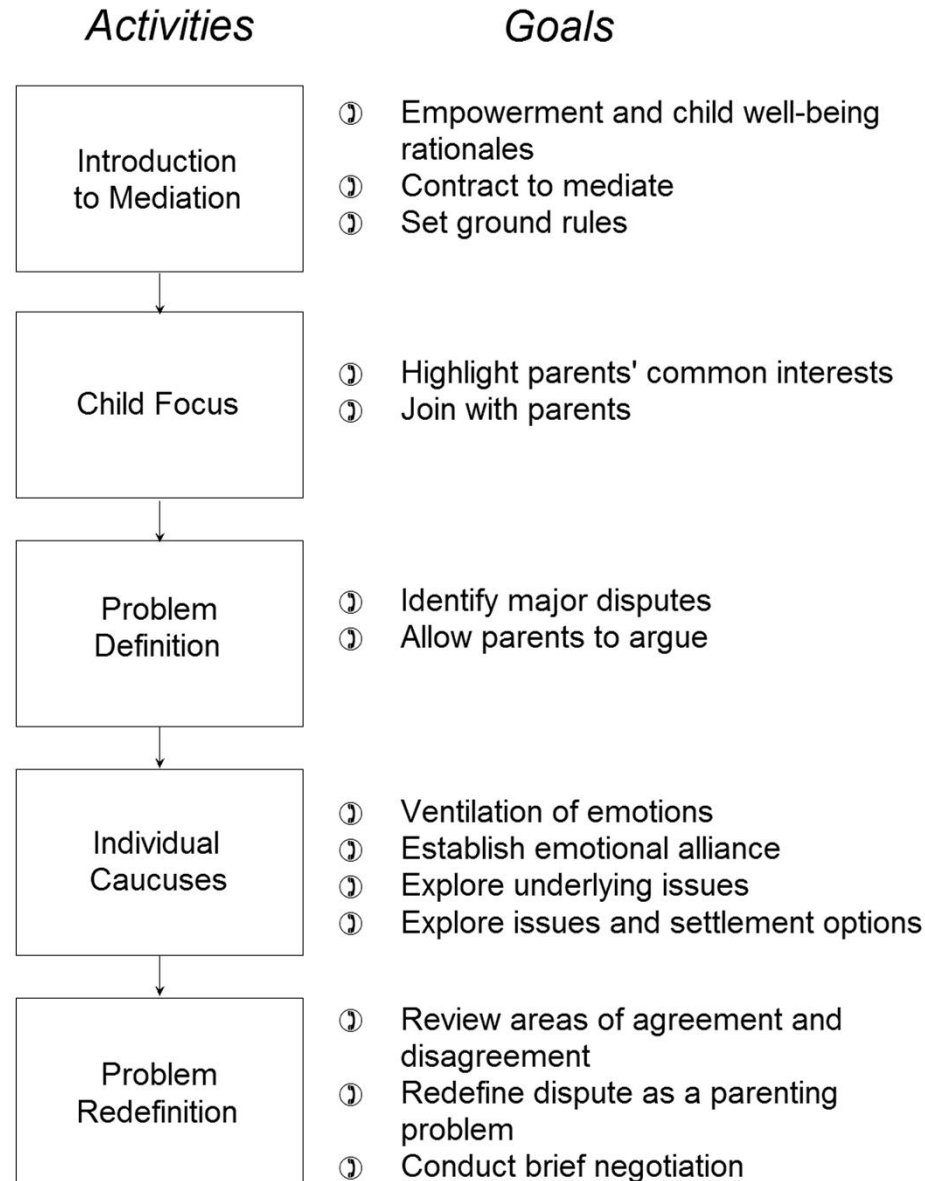 Activities
Goals
Introduction
to Mediation
Empowerment and child well-being
rationales
Contract to mediate
Set ground rules
Child Focus
Highlight parents' common interests
Join with parents
Problem
Definition
Identify major disputes
Allow parents to argue
Individual
Caucuses
Ventilation of emotions
Establish emotional alliance
Explore underlying issues
Explore issues and settlement options
Problem
Redefinition
Review areas of agreement and
disagreement
Redefine dispute as a parenting
problem
Conduct brief negotiation